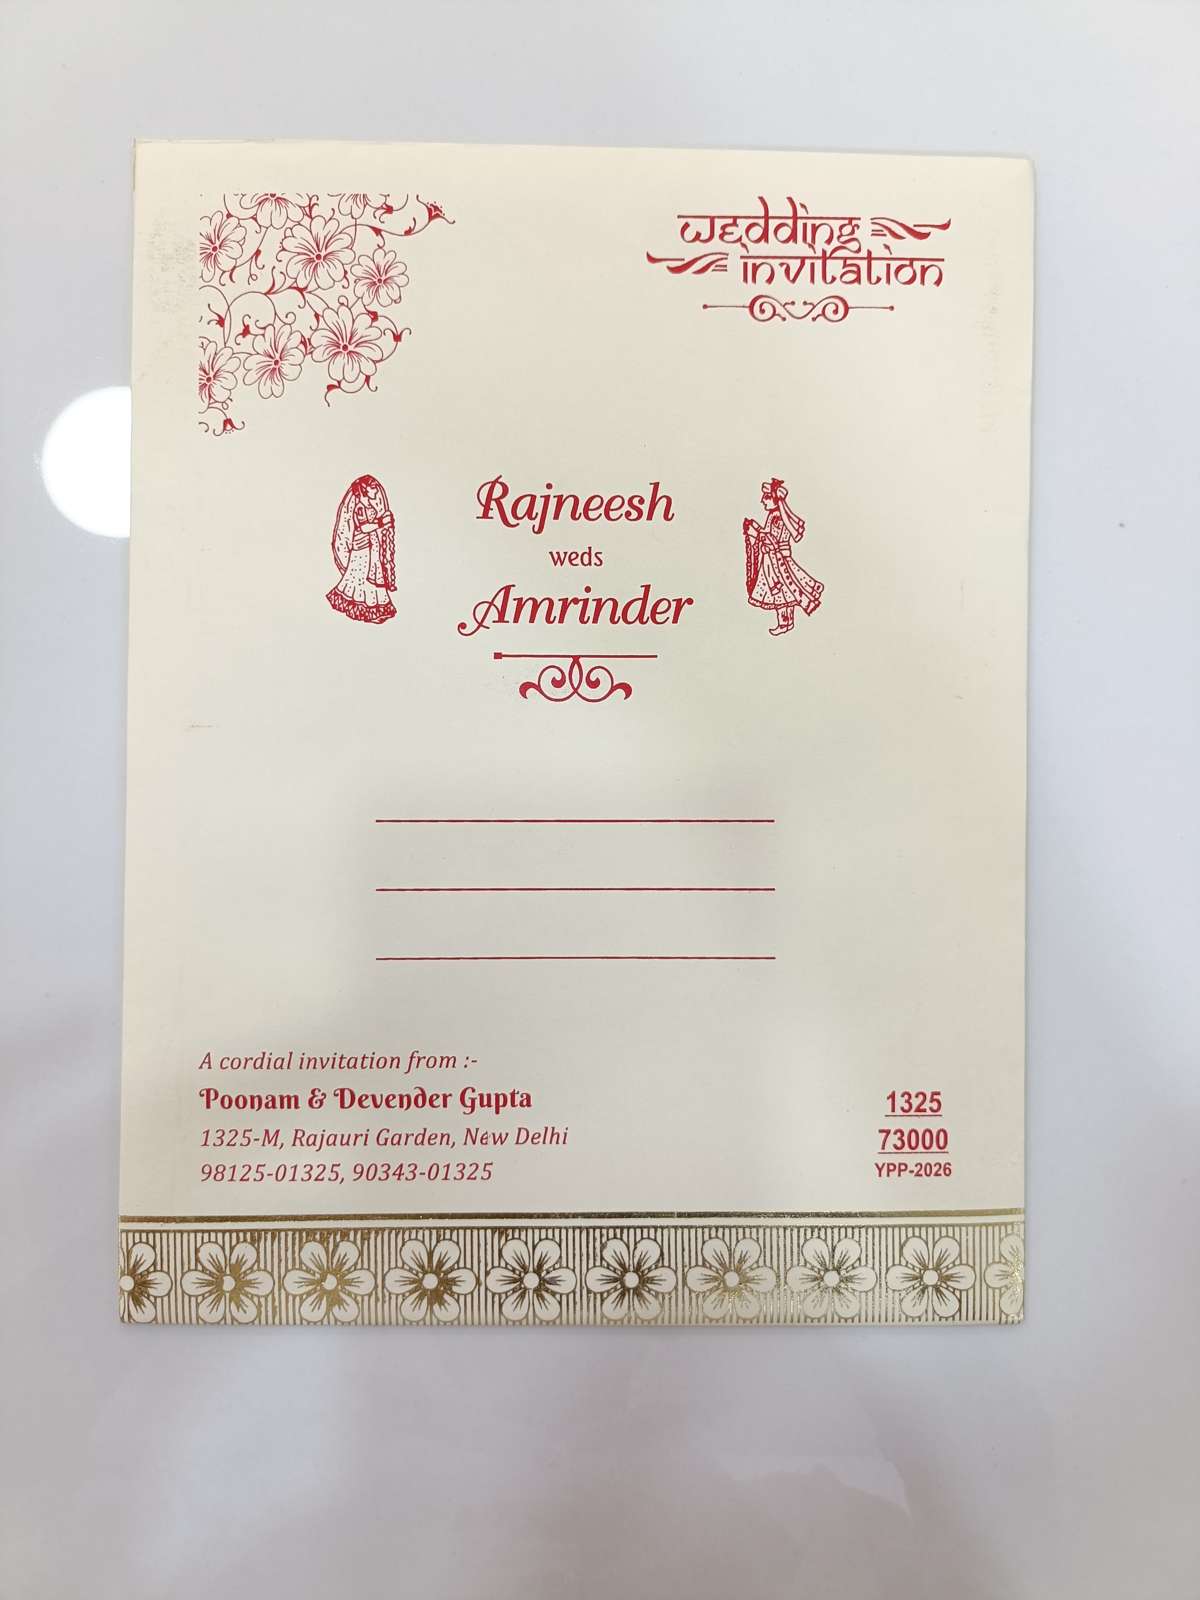 wedding
invitation
Rajneesh
weds
Amrinder
A cordial invitation from :-
Poonam & Devender Gupta
1325-M, Rajauri Garden, New Delhi
98125-01325, 90343-01325
1325
73000
YPP-2026